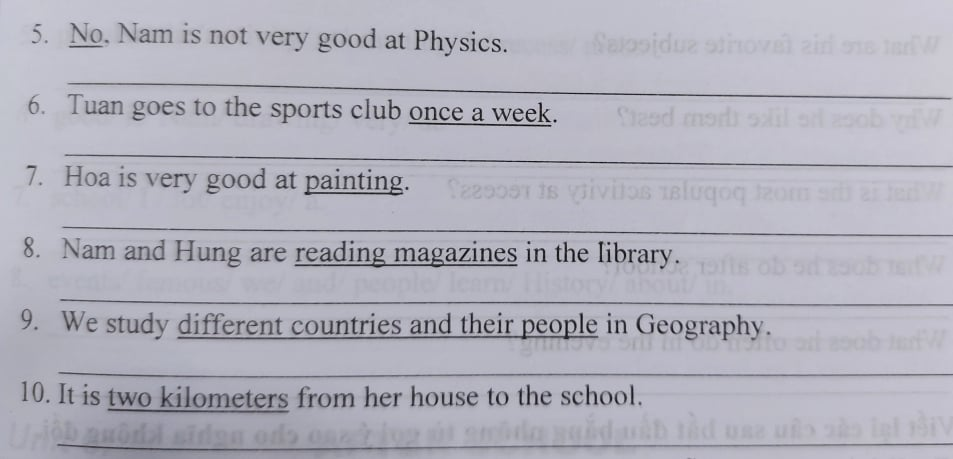 5. No, Nam is not very good at Physics.
6. Tuan goes to the sports club once a week.
7. Hoa is very good at painting.
8. Nam and Hung are reading magazines in the library.
9. We study different countries and their people in Geography.
10. It is two kilometers from her house to the school.